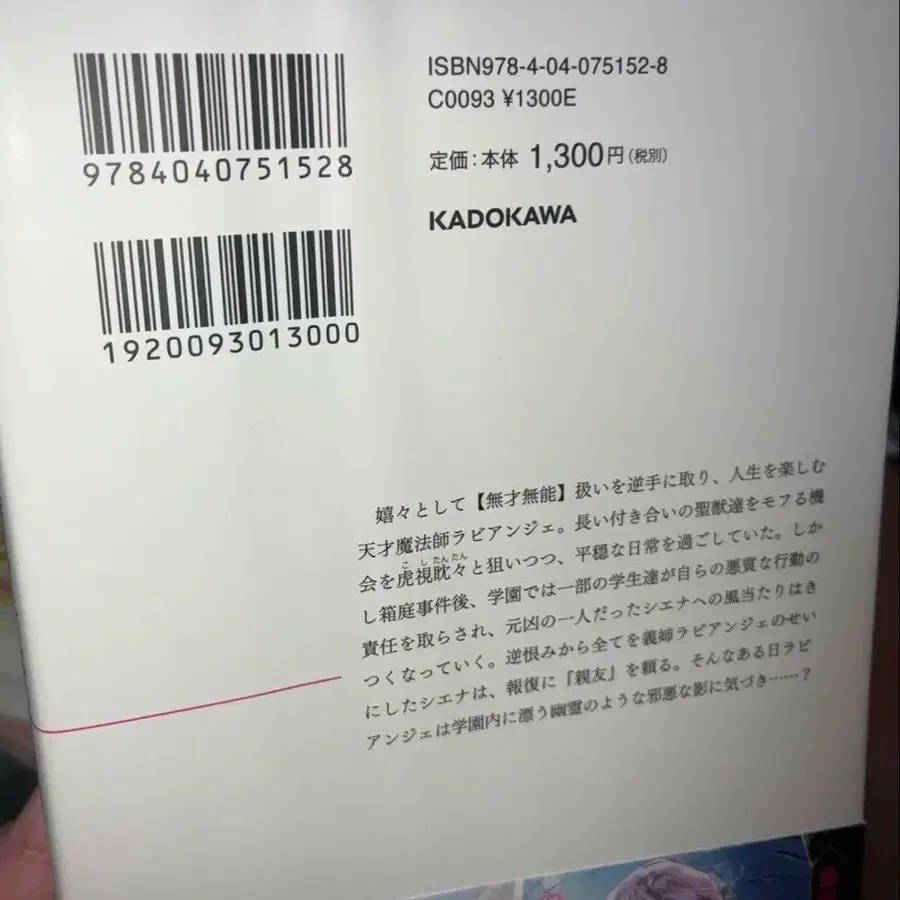 ISBN978-4-04-075152-8
C0093 ¥1300E
9784040751528
定価：本体 1,300円（税別）
KADOKAWA
1920093013000
嬉々として【無才無能】扱いを逆手に取り、人生を楽しむ
天才魔法師ラビアンジェ。長い付き合いの聖獣達をモフる機
会を虎視眈々と狙いつつ、平穏な日常を過ごしていた。しか
し箱庭事件後、学園では一部の学生達が自らの悪質な行動の
責任を取らされ、元凶の一人だったシエナへの風当たりはき
つくなっていく。逆恨みから全てを義姉ラビアンジェのせい
にしたシエナは、報復に『親友』を頼る。そんなある日ラビ
アンジェは学園内に漂う幽霊のような邪悪な影に気づき……？